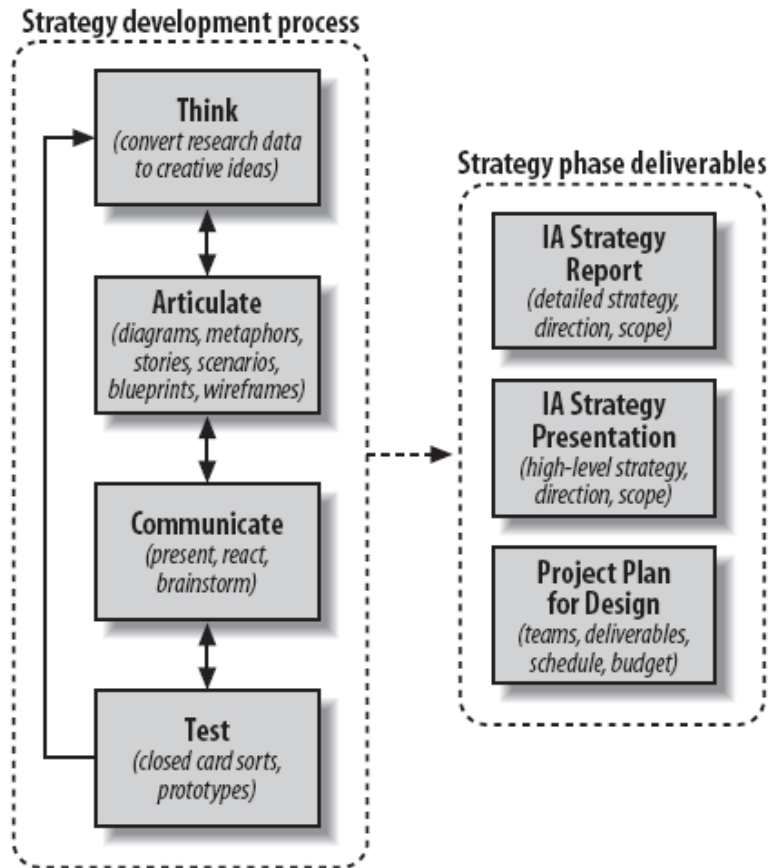 Strategy development process
Think
(convert research data
to creative ideas)
Articulate
(diagrams, metaphors,
stories, scenarios,
blueprints, wireframes)
Communicate
(present, react,
brainstorm)
Test
(closed card sorts,
prototypes)
Strategy phase deliverables
IA Strategy
Report
(detailed strategy,
direction, scope)
IA Strategy
Presentation
(high-level strategy,
direction, scope)
Project Plan
for Design
(teams, deliverables,
schedule, budget)